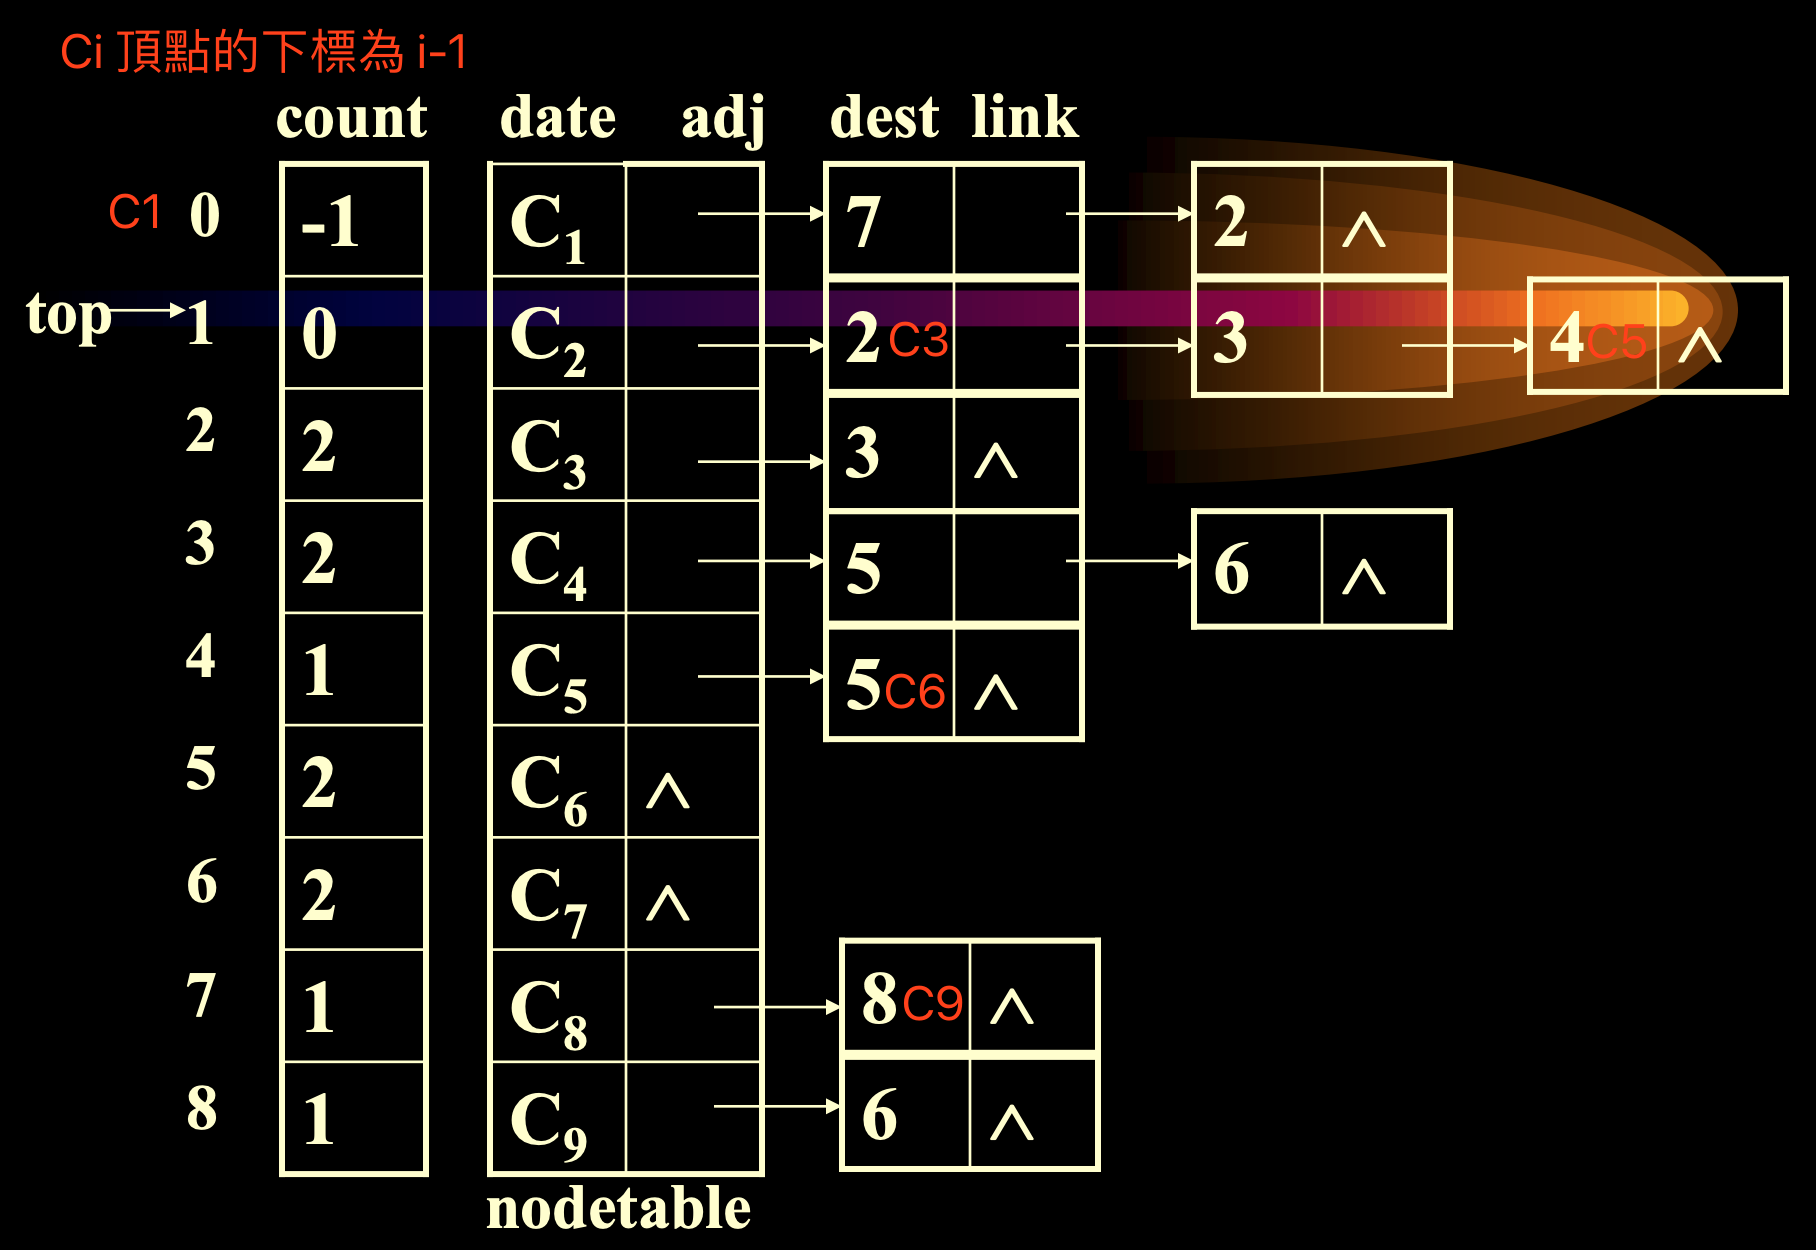 Ci 頂點的下標為 i-1
count date adj dest link
C1 0 -1 C₁ 7 2 ∧
top 1 0 C₂ 2 C3 3 4 C5 ∧
2 2 C₃ 3 ∧
3 2 C₄ 5 6 ∧
4 1 C₅ 5 C6 ∧
5 2 C₆ ∧
6 2 C₇ ∧
7 1 C₈ 8 C9 ∧
8 1 C₉ 6 ∧
nodetable